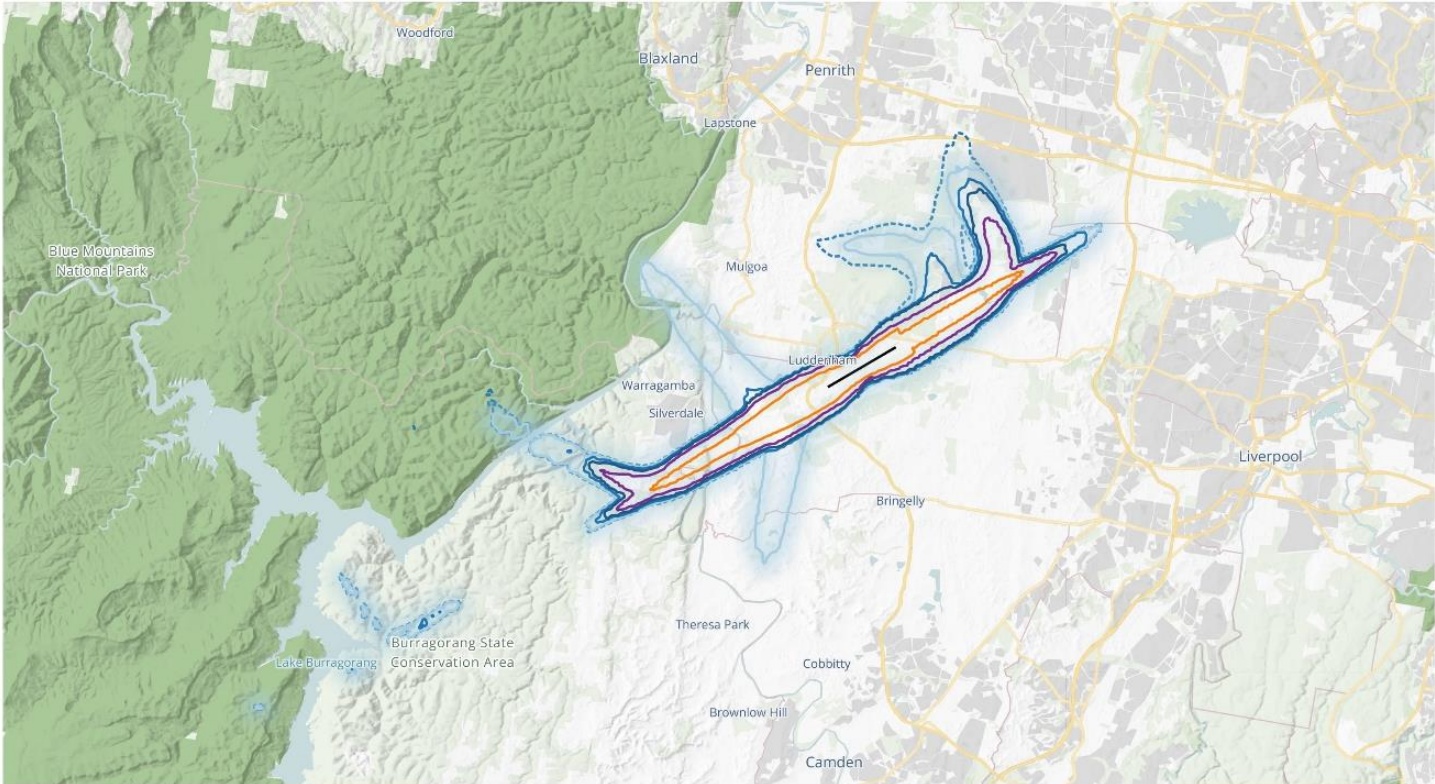 Woodford
Blaxland
Penrith
Lapstone
Blue Mountains
National Park
Mulgoa
Luddenham
Warragamba
Silverdale
Liverpool
Bringelly
Theresa Park
Burragorang State
Conservation Area
Lake Burragorang
Cobbitty
Brownlow Hill
Camden